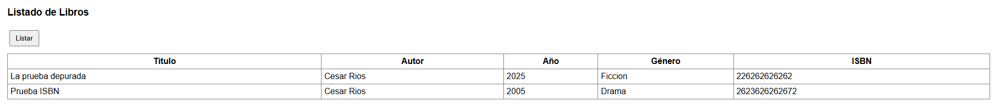 Listado de Libros
Listar
Título Autor Año Género ISBN
La prueba depurada Cesar Rios 2025 Ficcion 226262626262
Prueba ISBN Cesar Rios 2005 Drama 2623626262672